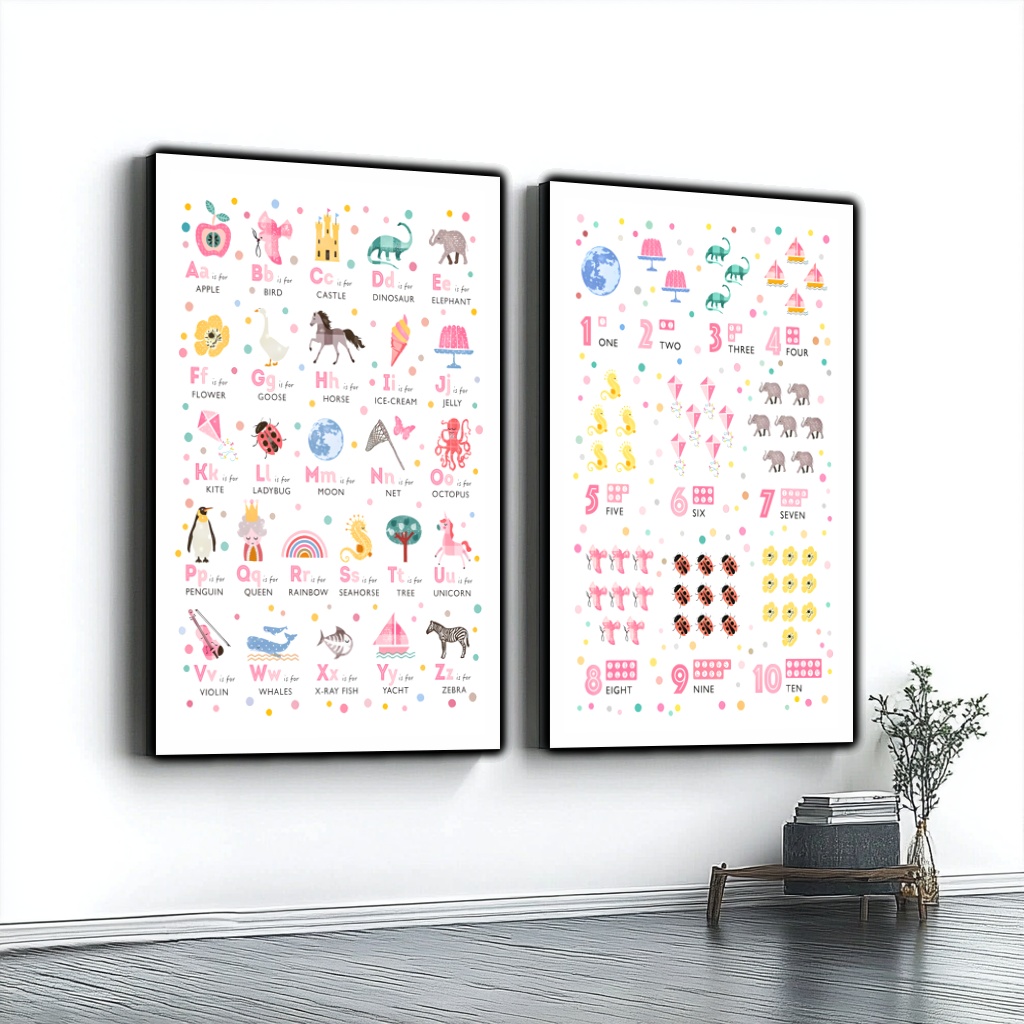 Aa is for APPLE
Bb is for BIRD
Cc is for CASTLE
Dd is for DINOSAUR
Ee is for ELEPHANT
Ff is for FLOWER
Gg is for GOOSE
Hh is for HORSE
Ii is for ICE-CREAM
Jj is for JELLY
Kk is for KITE
Ll is for LADYBUG
Mm is for MOON
Nn is for NET
Oo is for OCTOPUS
Pp is for PENGUIN
Qq is for QUEEN
Rr is for RAINBOW
Ss is for SEAHORSE
Tt is for TREE
Uu is for UNICORN
Vv is for VIOLIN
Ww is for WHALES
Xx is for X-RAY FISH
Yy is for YACHT
Zz is for ZEBRA
1 ONE
2 TWO
3 THREE
4 FOUR
5 FIVE
6 SIX
7 SEVEN
8 EIGHT
9 NINE
10 TEN